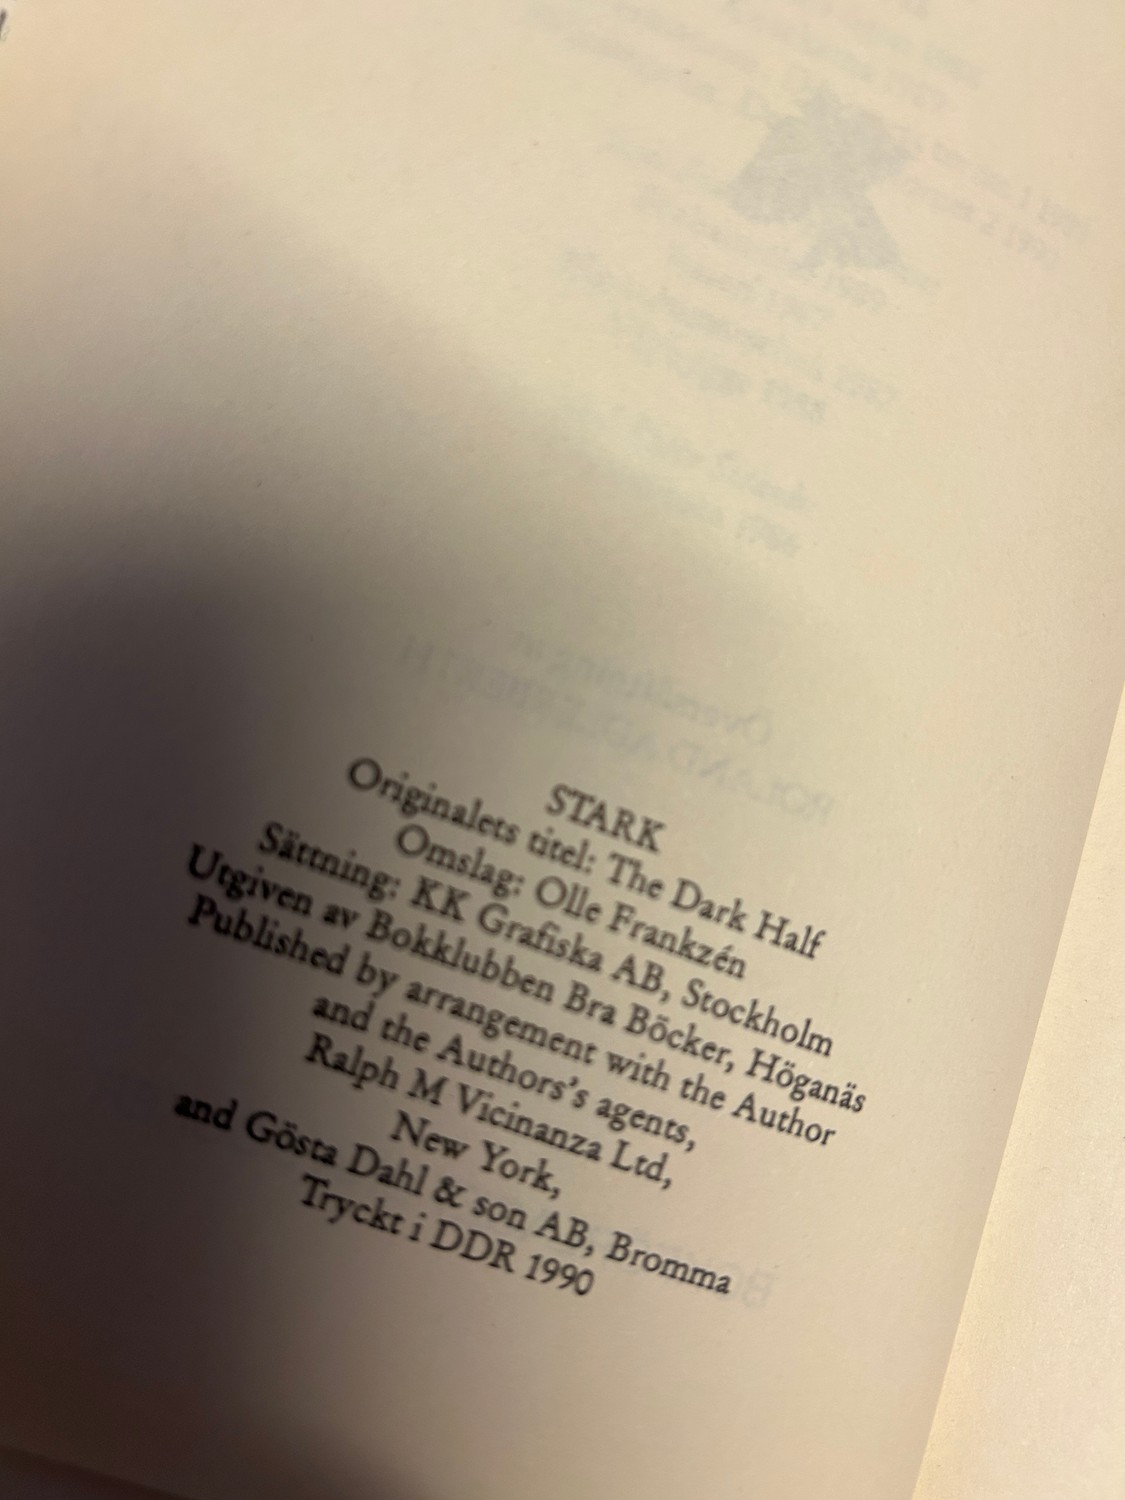 STARK
Originalets titel: The Dark Half
Omslag: Olle Frankzén
Sättning: KK Grafiska AB, Stockholm
Utgiven av Bokklubben Bra Böcker, Höganäs
Published by arrangement with the Author
and the Authors's agents,
Ralph M Vicinanza Ltd,
New York,
and Gösta Dahl & son AB, Bromma
Tryckt i DDR 1990